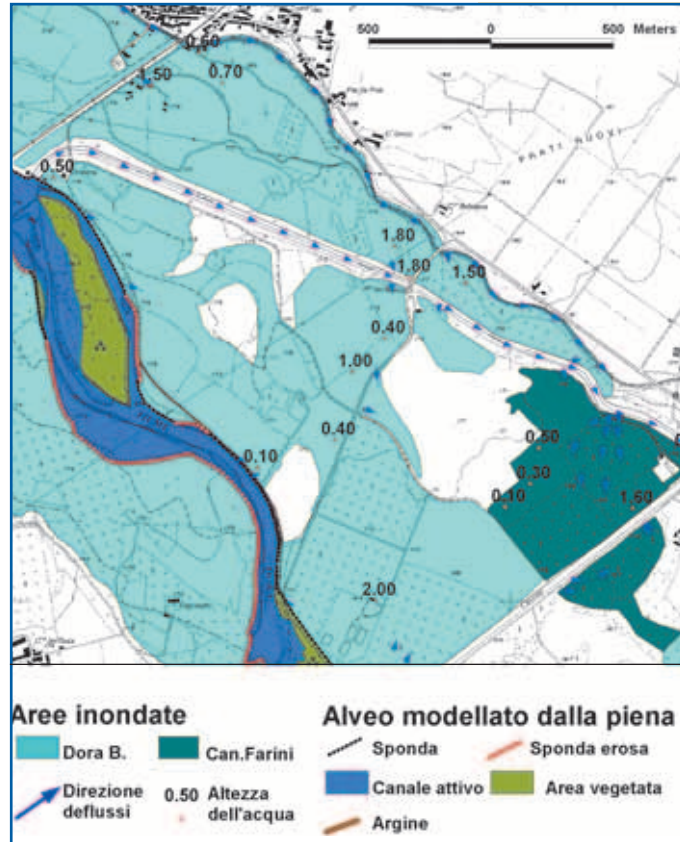 500 0 500 Meters
0.50
1.50
0.70
PRATI NUOVI
0.50
1.80
1.80
1.50
0.40
1.00
0.40
0.10
0.50
0.30
0.10
1.60
2.00
Aree inondate
Dora B.
Can.Farini
Direzione
deflussi
0.50
Altezza
dell'acqua
Alveo modellato dalla piena
Sponda
Sponda erosa
Canale attivo
Area vegetata
Argine